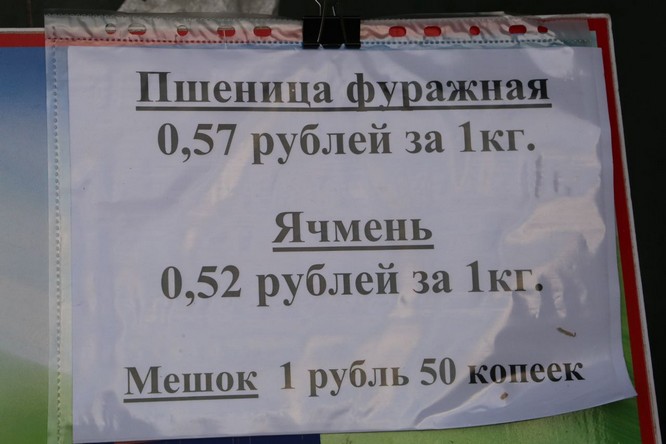 Пшеница фуражная
0,57 рублей за 1кг.
Ячмень
0,52 рублей за 1кг.
Мешок 1 рубль 50 копеек